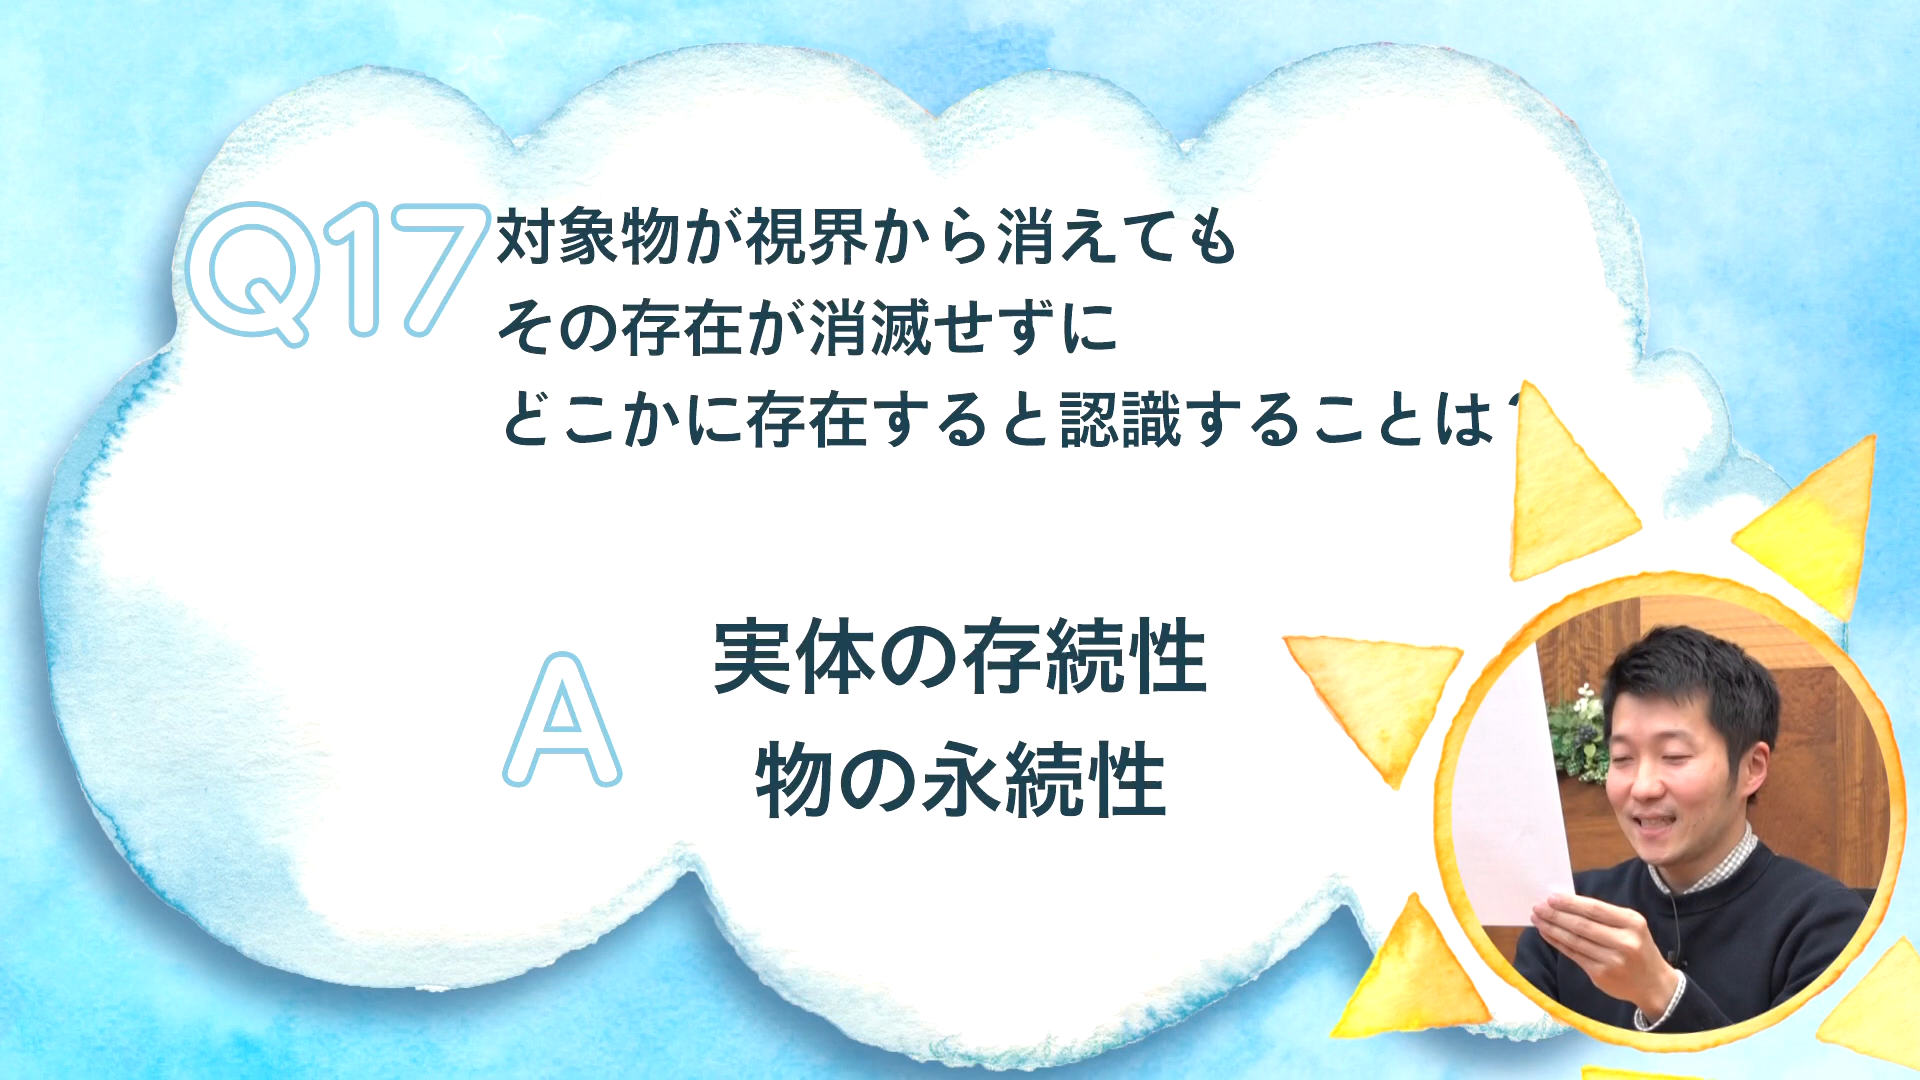 Q17
対象物が視界から消えても
その存在が消滅せずに
どこかに存在すると認識することは?
A
実体の存続性
物の永続性